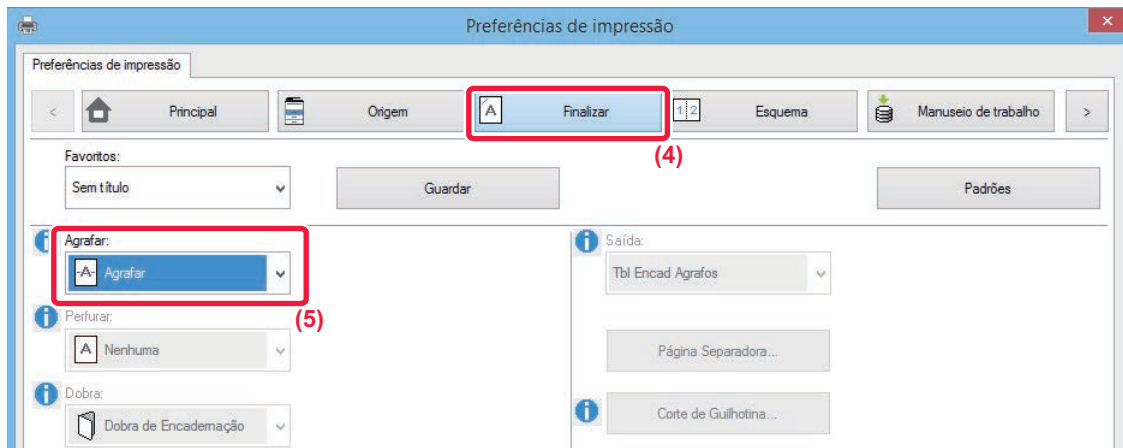 Preferências de impressão
Preferências de impressão
< Principal Origem A Finalizar 1 2 Esquema Manuseio de trabalho >
(4)
Favoritos:
Sem título Guardar Padrões
Agrafar: Saída:
-A- Agrafar Tbl Encad Agrafos
(5)
Perfurar:
A Nenhuma Página Separadora...
Dobra:
Dobra de Encadernação Corte de Guilhotina...